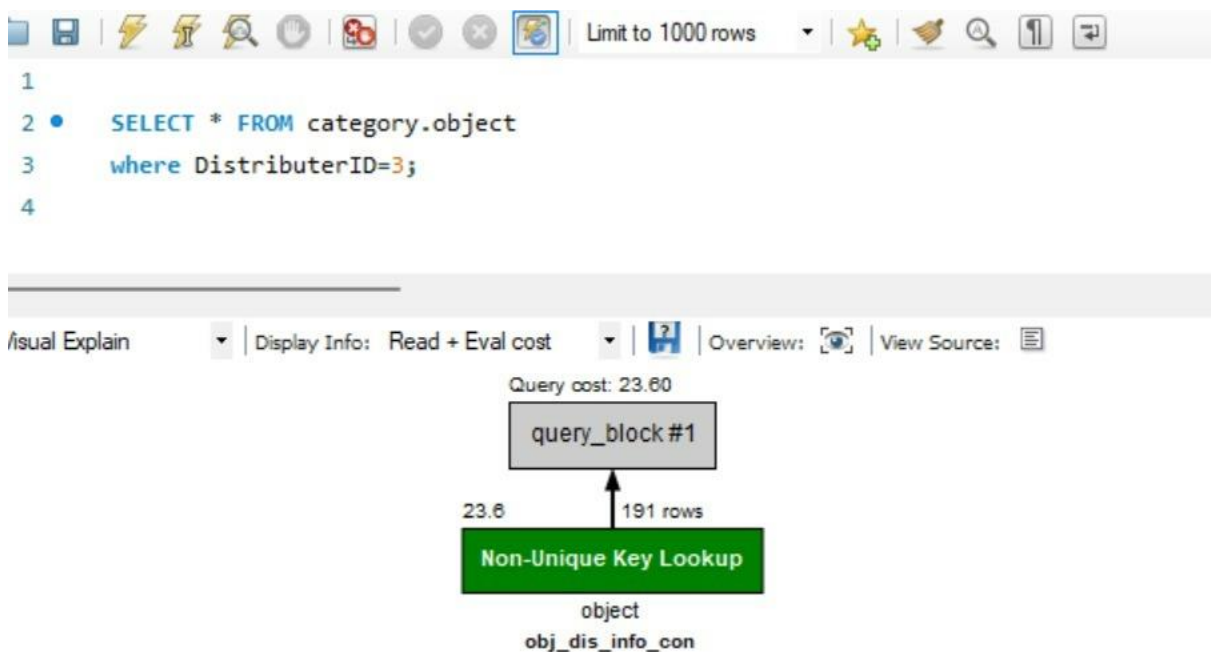 Limit to 1000 rows
1
2 SELECT * FROM category.object
3 where DistributerID=3;
4
Visual Explain Display Info: Read + Eval cost Overview: View Source:
Query cost: 23.60
query_block #1
23.6 191 rows
Non-Unique Key Lookup
object
obj_dis_info_con